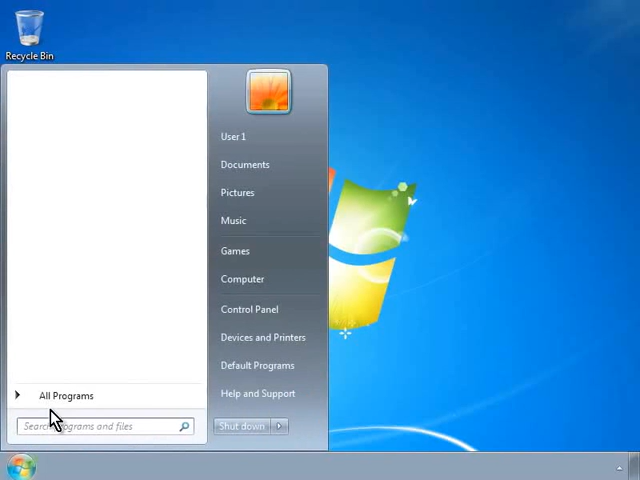 Recycle Bin
User 1
Documents
Pictures
Music
Games
Computer
Control Panel
Devices and Printers
Default Programs
Help and Support
All Programs
Search programs and files
Shut down